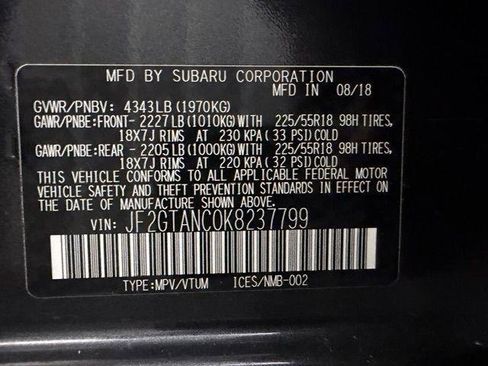 MFD BY SUBARU CORPORATION
MFD IN 08/18
GVWR/PNBV: 4343LB(1970KG)
GAWR/PNBE:FRONT- 2227LB(1010KG)WITH 225/55R18 98H TIRES,
18X7J RIMS AT 230 KPA(33 PSI)COLD
GAWR/PNBE:REAR - 2205LB(1000KG)WITH 225/55R18 98H TIRES,
18X7J RIMS AT 220 KPA(32 PSI)COLD
THIS VEHICLE CONFORMS TO ALL APPLICABLE FEDERAL MOTOR
VEHICLE SAFETY AND THEFT PREVENTION STANDARDS IN EFFECT
ON THE DATE OF MANUFACTURE SHOWN ABOVE.
VIN: JF2GTANC0K8237799
TYPE:MPV/VTUM ICES/NMB-002